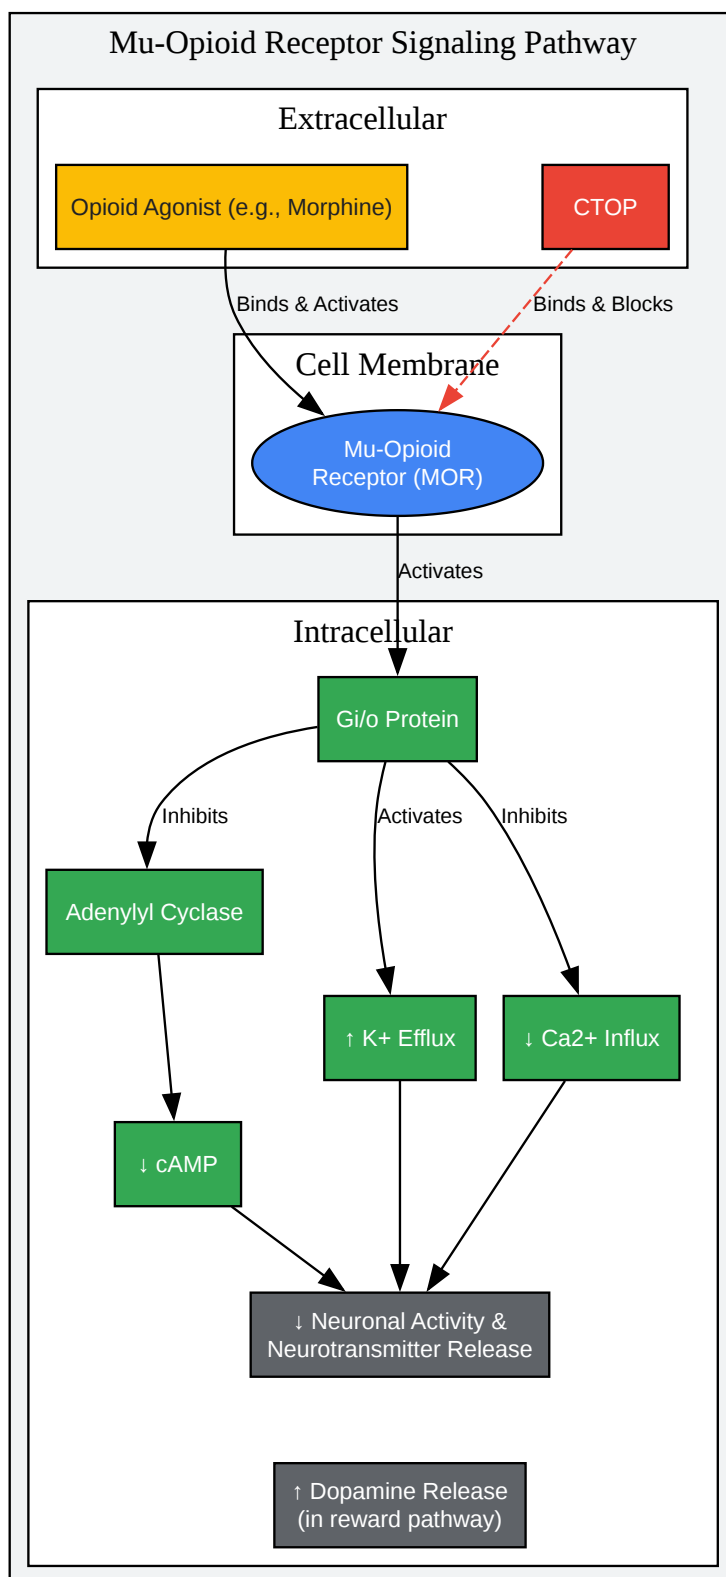 Mu-Opioid Receptor Signaling Pathway
Extracellular
Opioid Agonist (e.g., Morphine)
CTOP
Binds & Activates
Binds & Blocks
Cell Membrane
Mu-Opioid
Receptor (MOR)
Activates
Intracellular
Gi/o Protein
Inhibits
Activates
Inhibits
Adenylyl Cyclase
↑ K+ Efflux
↓ Ca2+ Influx
↓ cAMP
↓ Neuronal Activity &
Neurotransmitter Release
↑ Dopamine Release
(in reward pathway)